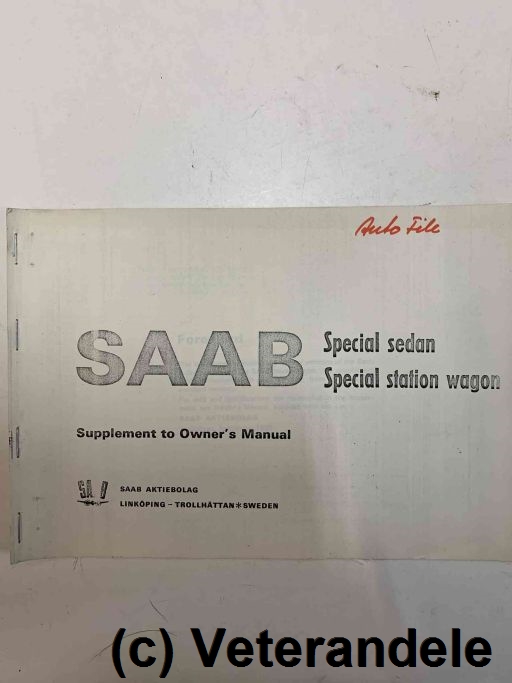 Auto File
SAAB
Special sedan
Special station wagon
Supplement to Owner's Manual
SAAB AKTIEBOLAG
LINKÖPING – TROLLHÄTTAN * SWEDEN
(c) Veterandele